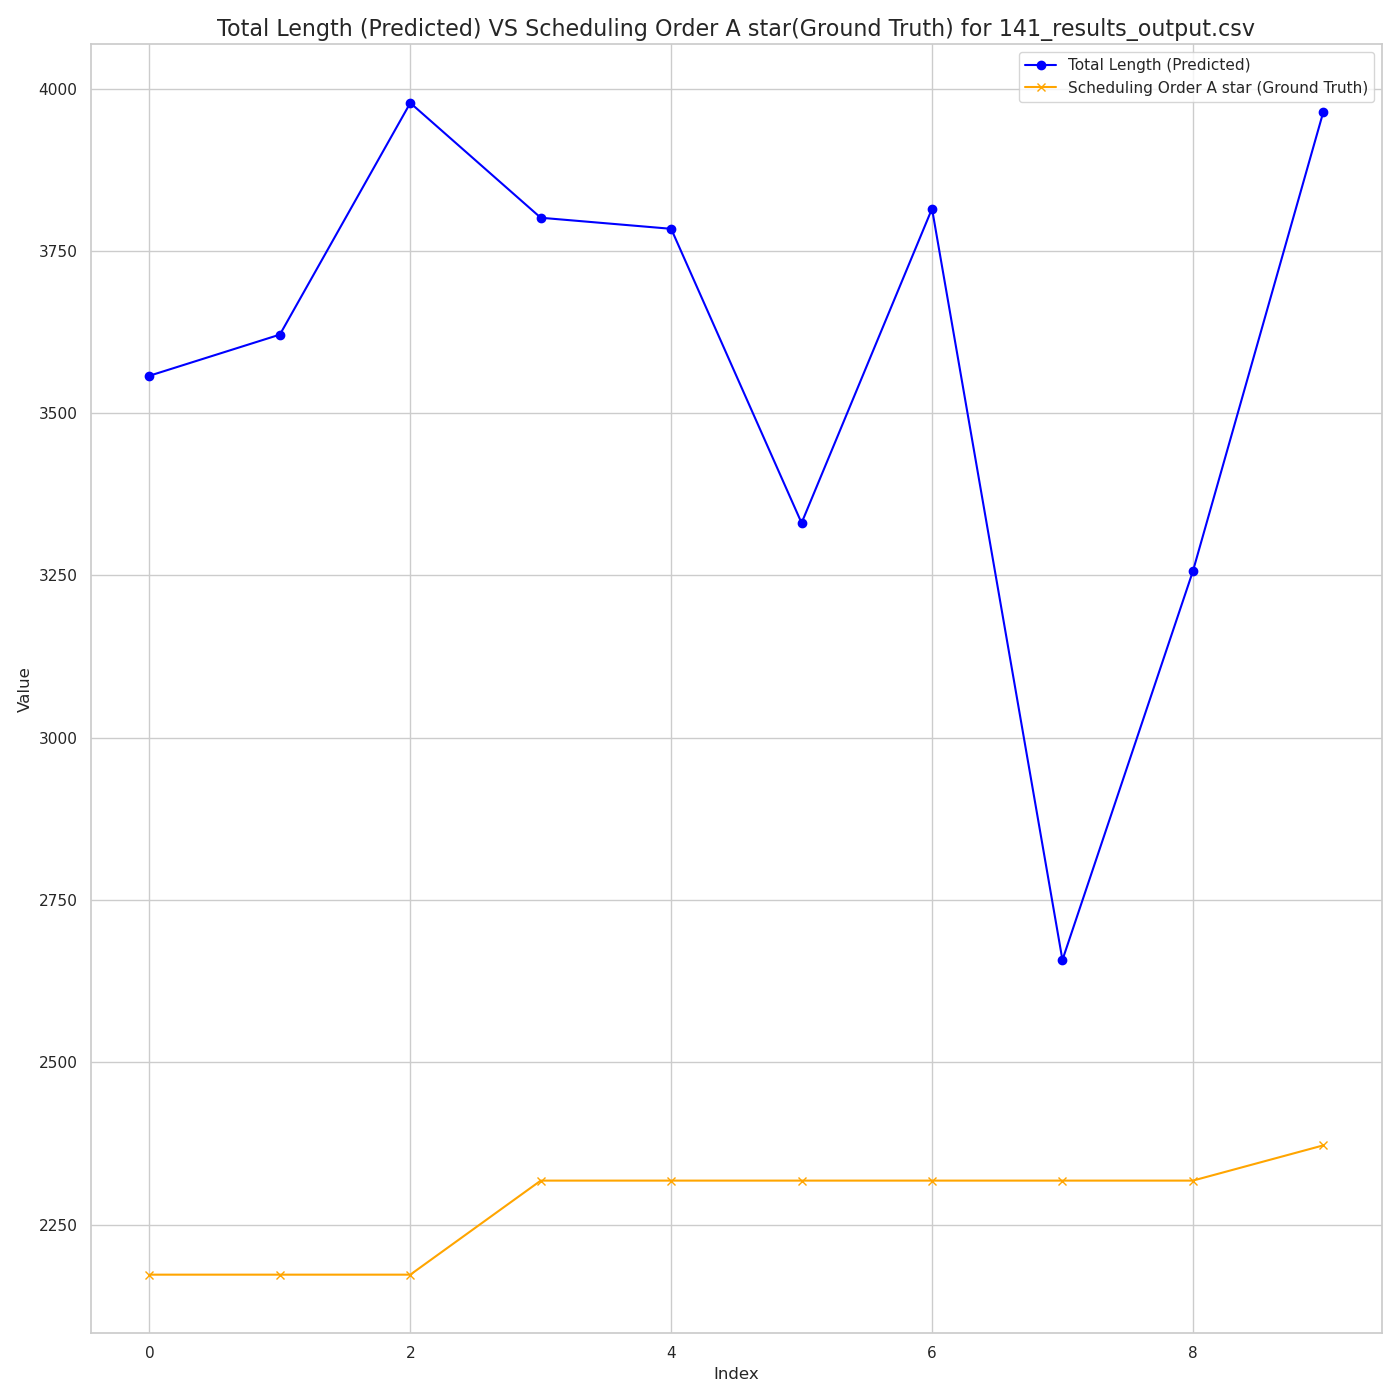 Total Length (Predicted) VS Scheduling Order A star(Ground Truth) for 141_results_output.csv
Total Length (Predicted)
Scheduling Order A star (Ground Truth)
4000
3750
3500
3250
3000
2750
2500
2250
Value
0 2 4 6 8
Index